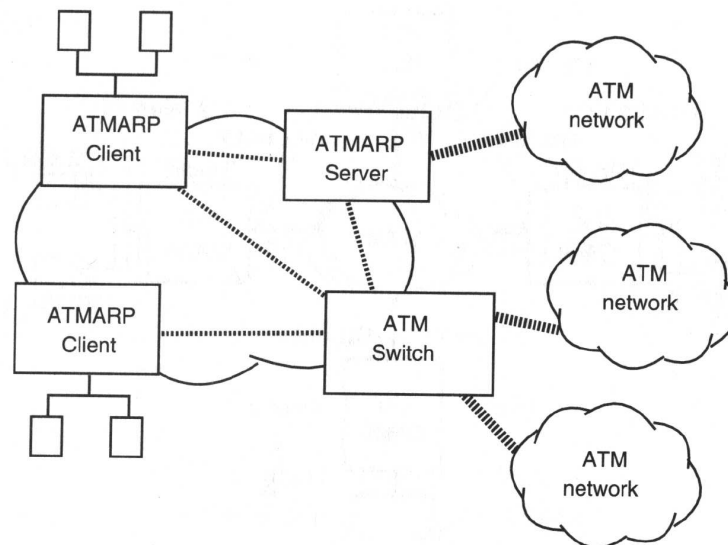 ATMARP
Client
ATMARP
Server
ATM
network
ATMARP
Client
ATM
Switch
ATM
network
ATM
network